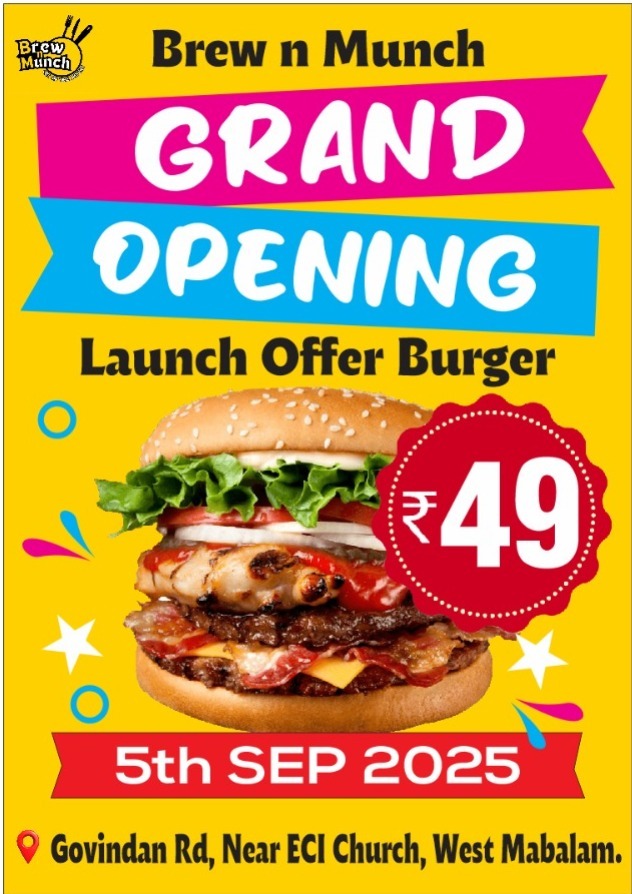 Brew
n
Munch
Brew n Munch
GRAND
OPENING
Launch Offer Burger
₹49
5th SEP 2025
Govindan Rd, Near ECI Church, West Mabalam.